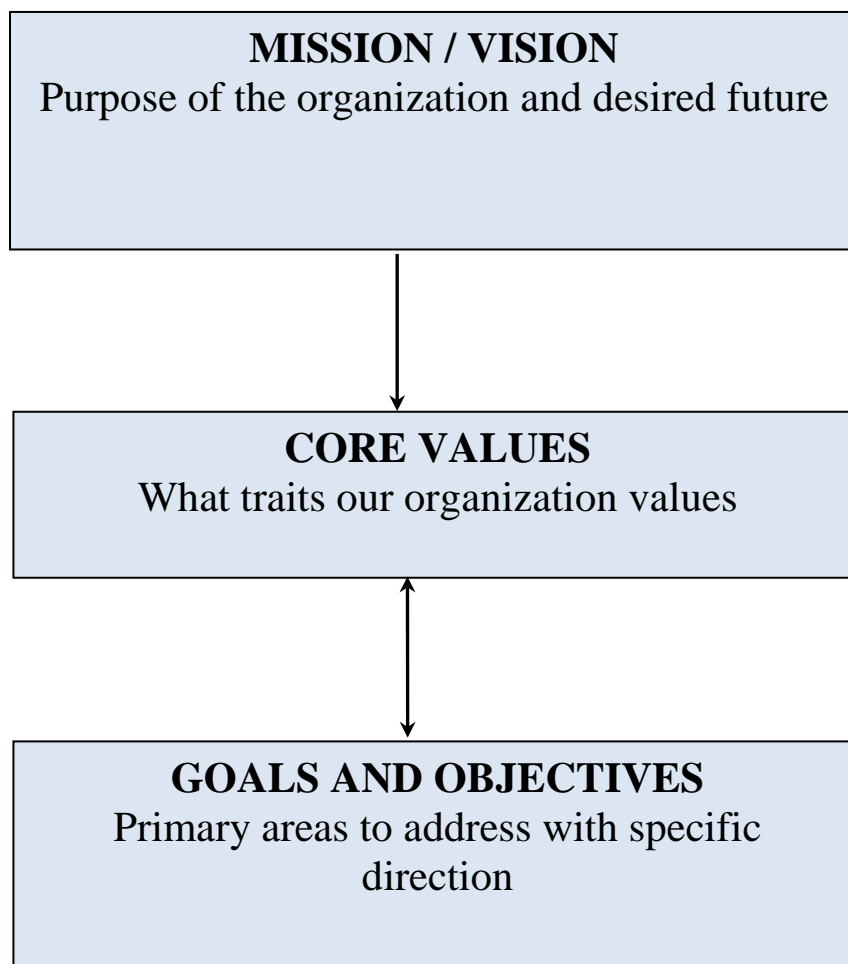 MISSION / VISION
Purpose of the organization and desired future
CORE VALUES
What traits our organization values
GOALS AND OBJECTIVES
Primary areas to address with specific
direction